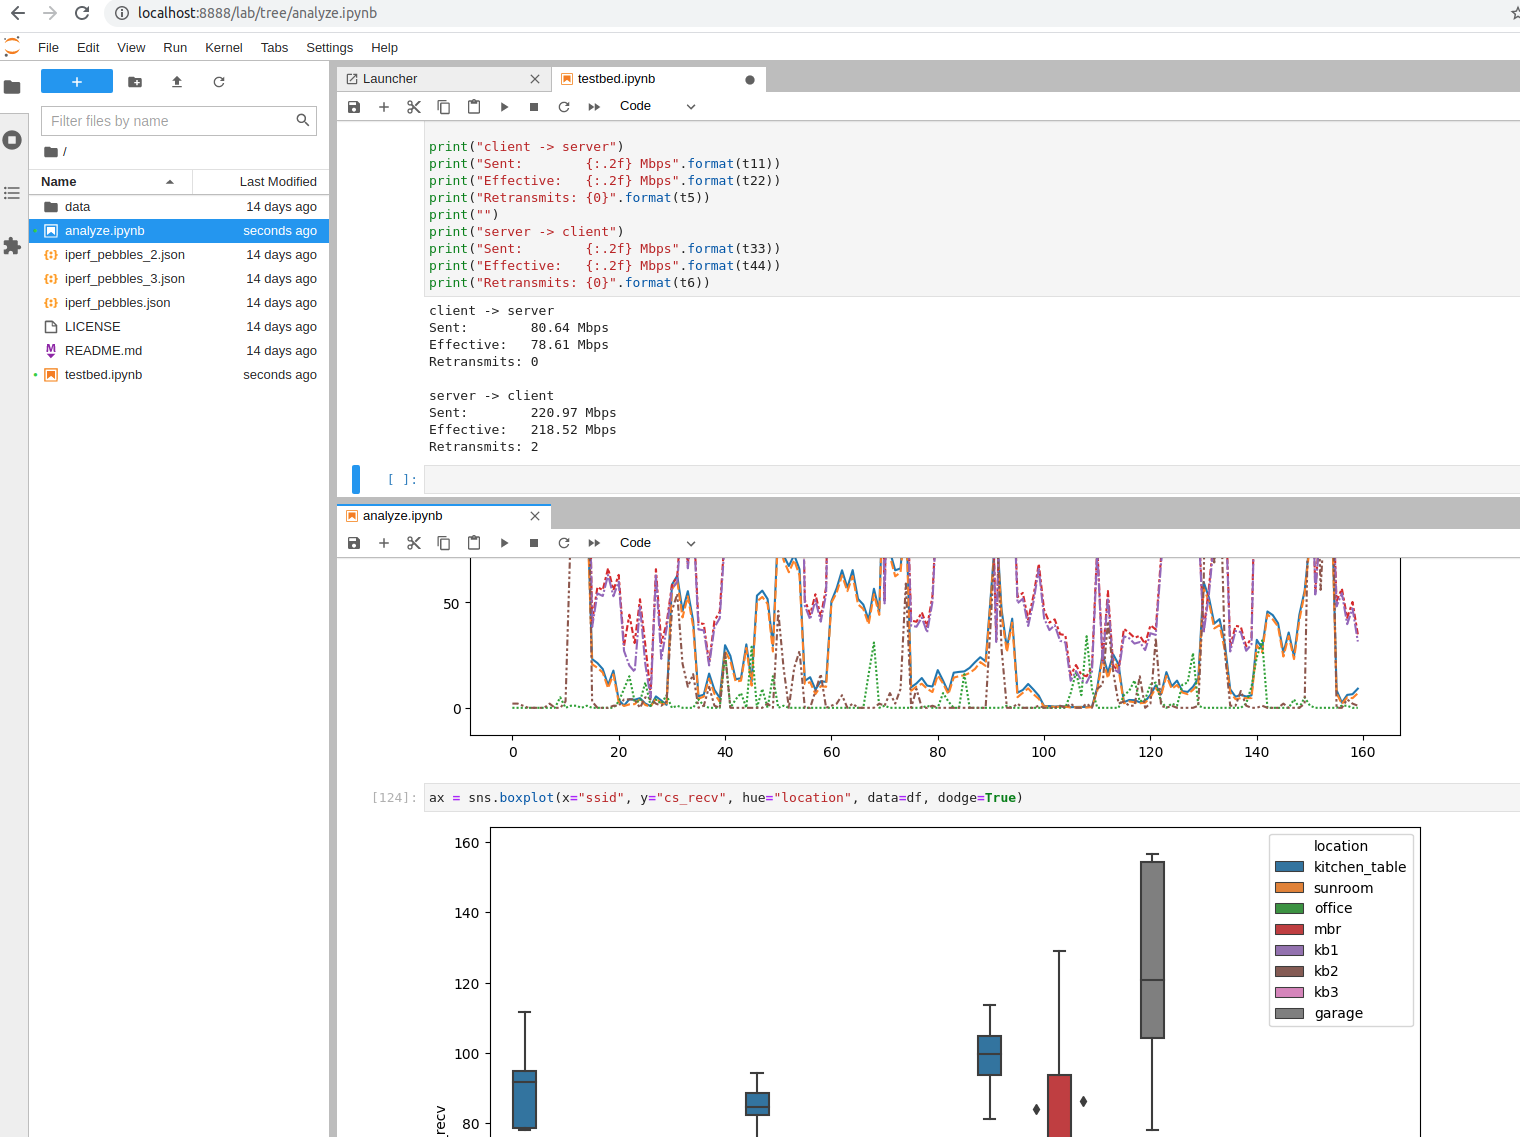 localhost:8888/lab/tree/analyze.ipynb
File Edit View Run Kernel Tabs Settings Help
Filter files by name
/
Name Last Modified
data 14 days ago
analyze.ipynb seconds ago
iperf_pebbles_2.json 14 days ago
iperf_pebbles_3.json 14 days ago
iperf_pebbles.json 14 days ago
LICENSE 14 days ago
README.md 14 days ago
testbed.ipynb seconds ago
Launcher testbed.ipynb
Code
print("client -> server")
print("Sent:        {:.2f} Mbps".format(t11))
print("Effective:   {:.2f} Mbps".format(t22))
print("Retransmits: {0}".format(t5))
print("")
print("server -> client")
print("Sent:        {:.2f} Mbps".format(t33))
print("Effective:   {:.2f} Mbps".format(t44))
print("Retransmits: {0}".format(t6))
client -> server
Sent:        80.64 Mbps
Effective:   78.61 Mbps
Retransmits: 0
server -> client
Sent:        220.97 Mbps
Effective:   218.52 Mbps
Retransmits: 2
[ ]:
analyze.ipynb
Code
50
0
0 20 40 60 80 100 120 140 160
[124]: ax = sns.boxplot(x="ssid", y="cs_recv", hue="location", data=df, dodge=True)
160
140
120
100
80
_recv
location
kitchen_table
sunroom
office
mbr
kb1
kb2
kb3
garage